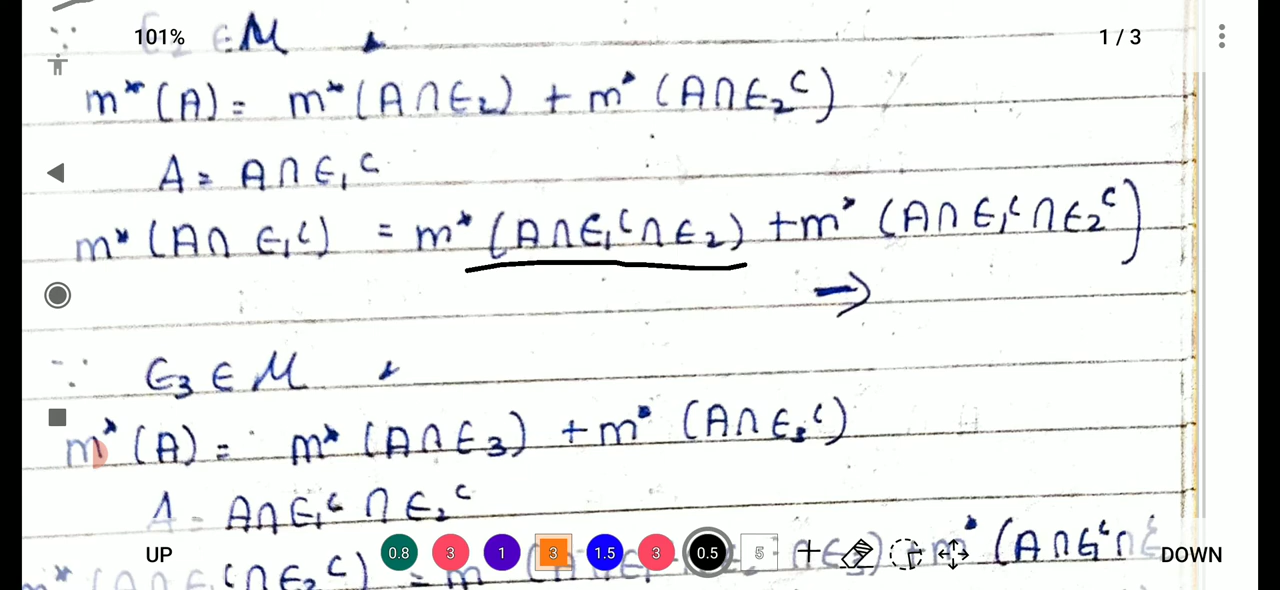 101% E₂ ∈ M 1 / 3
m*(A) = m*(A∩E₂) + m*(A∩E₂ᶜ)
A = A∩E₁ᶜ
m*(A∩E₁ᶜ) = m*(A∩E₁ᶜ∩E₂) + m*(A∩E₁ᶜ∩E₂ᶜ)
→
∵ E₃ ∈ M
m*(A) = m*(A∩E₃) + m*(A∩E₃ᶜ)
A = A∩E₁ᶜ∩E₂ᶜ
UP 0.8 3 1 3 1.5 3 0.5 5 + DOWN